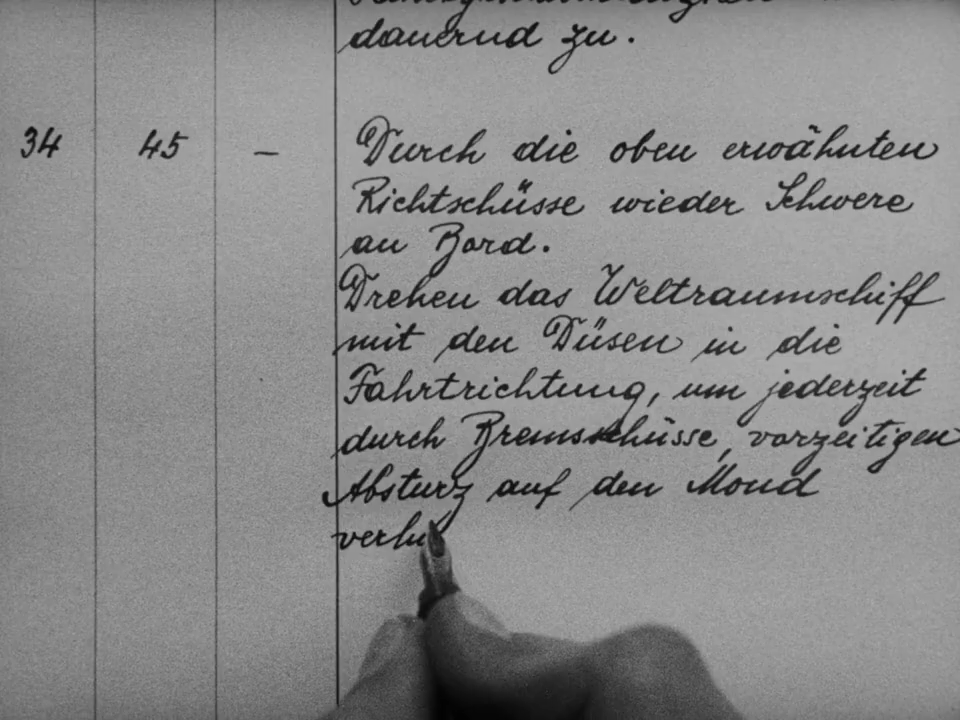 dauernd zu.
34 45 – Durch die oben erwähnten
Richtschüsse wieder Schwere
an Bord.
Drehen das Weltraumschiff
mit den Düsen in die
Fahrtrichtung, um jederzeit
durch Bremsschüsse, vorzeitigen
Absturz auf den Mond
verhu